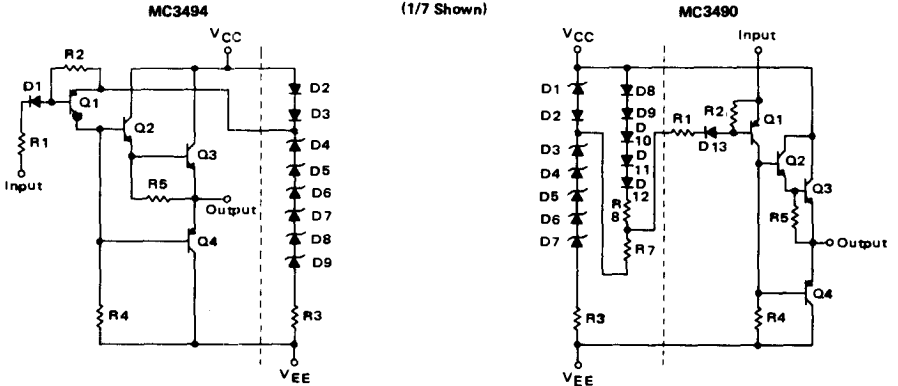 MC3494
(1/7 Shown)
MC3490
VCC
R2
D1
Q1
R1
Input
Q2
Q3
R5
Output
Q4
R4
D2
D3
D4
D5
D6
D7
D8
D9
R3
VEE
VCC
Input
D1
D2
D3
D4
D5
D6
D7
D8
D9
D
10
D
11
D
12
R
8
R7
R3
VEE
R1
R2
D13
Q1
Q2
Q3
R5
Output
Q4
R4